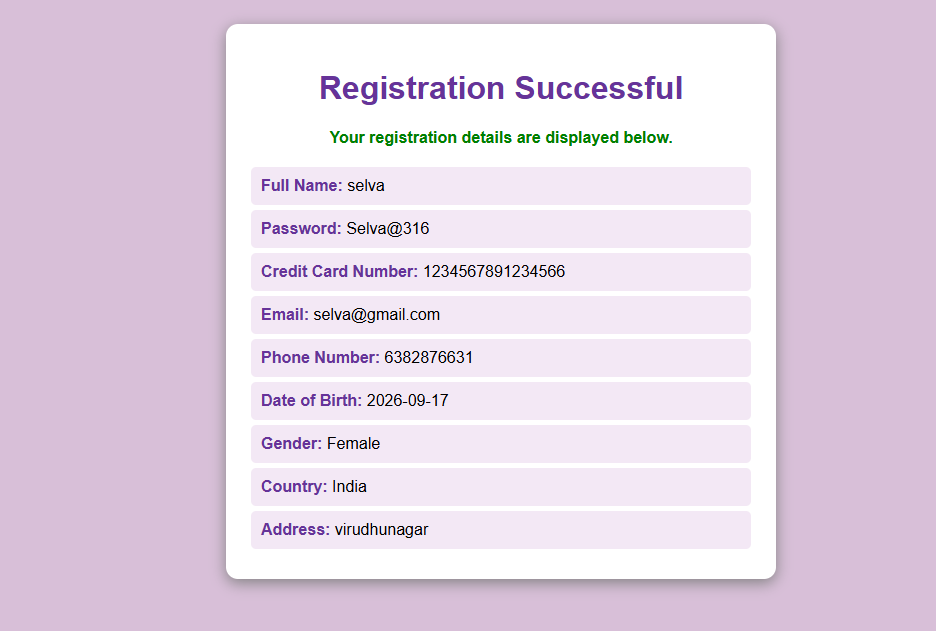 Registration Successful
Your registration details are displayed below.
Full Name: selva
Password: Selva@316
Credit Card Number: 1234567891234566
Email: selva@gmail.com
Phone Number: 6382876631
Date of Birth: 2026-09-17
Gender: Female
Country: India
Address: virudhunagar